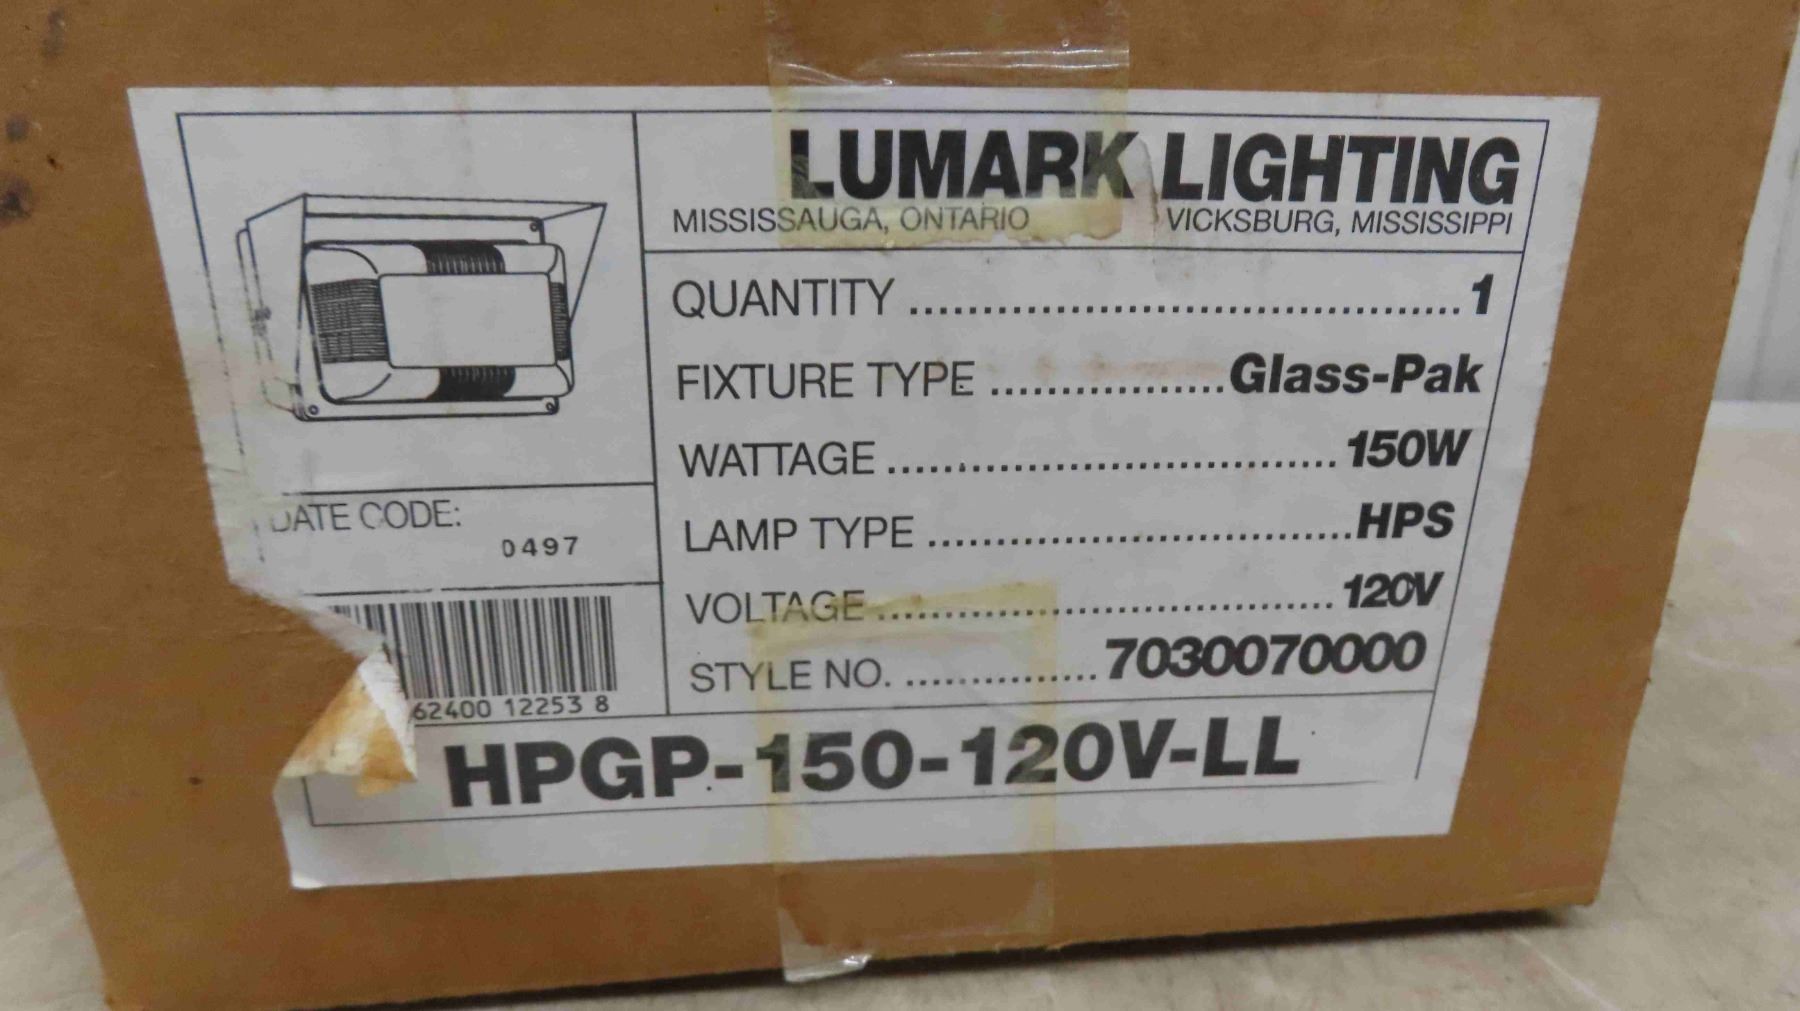 LUMARK LIGHTING
MISSISSAUGA, ONTARIO VICKSBURG, MISSISSIPPI
QUANTITY ........................................ 1
FIXTURE TYPE ................. Glass-Pak
WATTAGE ................................ 150W
LAMP TYPE .............................. HPS
VOLTAGE ................................ 120V
STYLE NO. .............. 7030070000
DATE CODE:
0497
62400 12253 8
HPGP-150-120V-LL